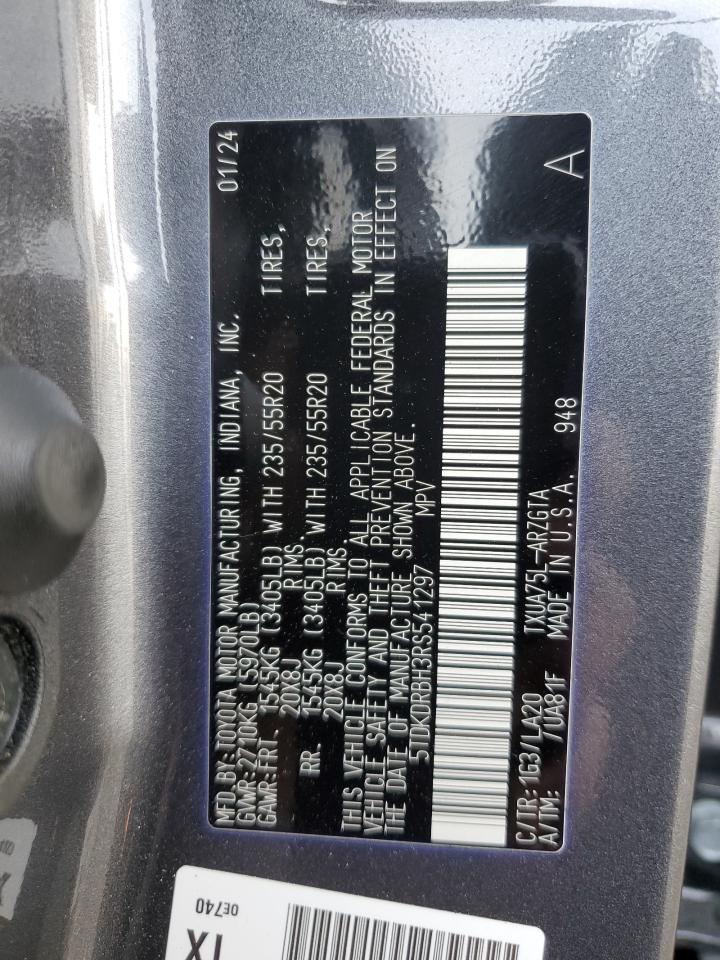 MFD.BY:TOYOTA MOTOR MANUFACTURING, INDIANA, INC. 01/24
GVWR:2710KG (5970LB)
GAWR:FRT. 1545KG (3405LB) WITH 235/55R20 TIRES,
20X8J RIMS
RR. 1545KG (3405LB) WITH 235/55R20 TIRES,
20X8J RIMS
THIS VEHICLE CONFORMS TO ALL APPLICABLE FEDERAL MOTOR
VEHICLE SAFETY AND THEFT PREVENTION STANDARDS IN EFFECT ON
THE DATE OF MANUFACTURE SHOWN ABOVE.
5TDKDRBH3RS541297 MPV
C/TR:1G3/LA20 TXUA75L-ARZGTA
A/TM: /UA81F MADE IN U.S.A. 948 A
0E740